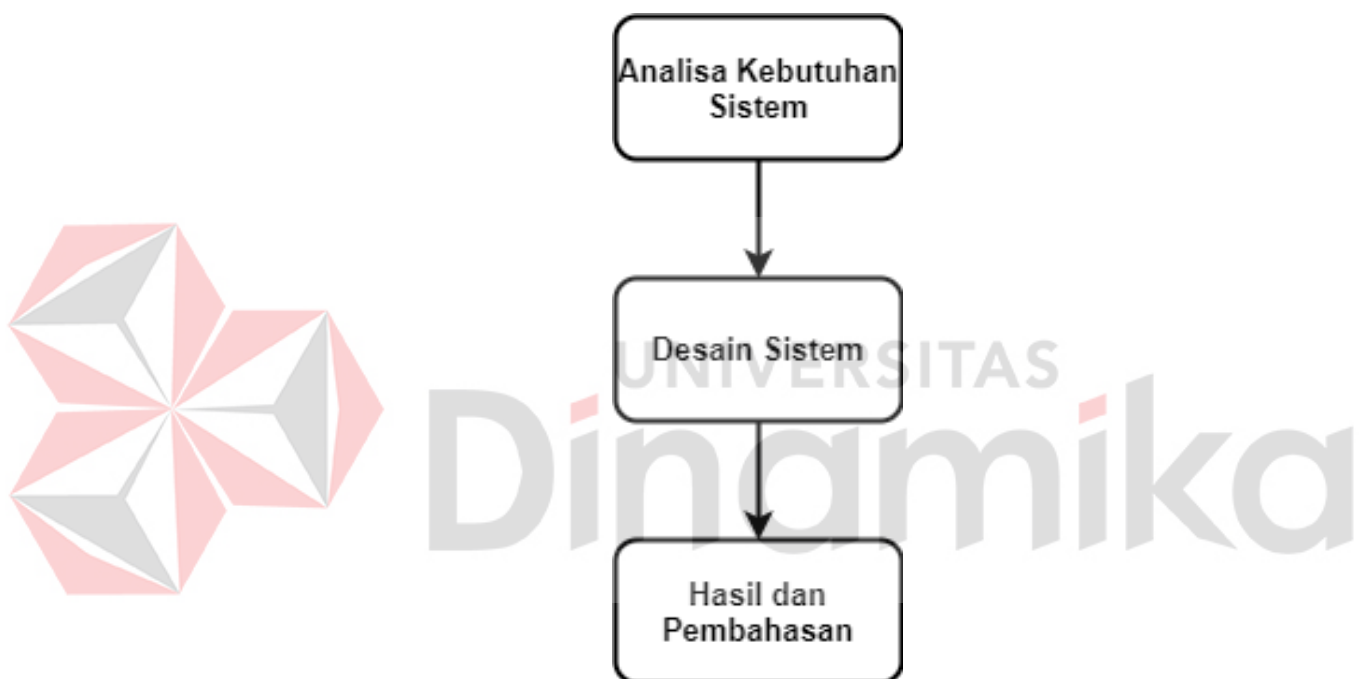 Analisa Kebutuhan
Sistem
Desain Sistem
UNIVERSITAS
Dinamika
Hasil dan
Pembahasan